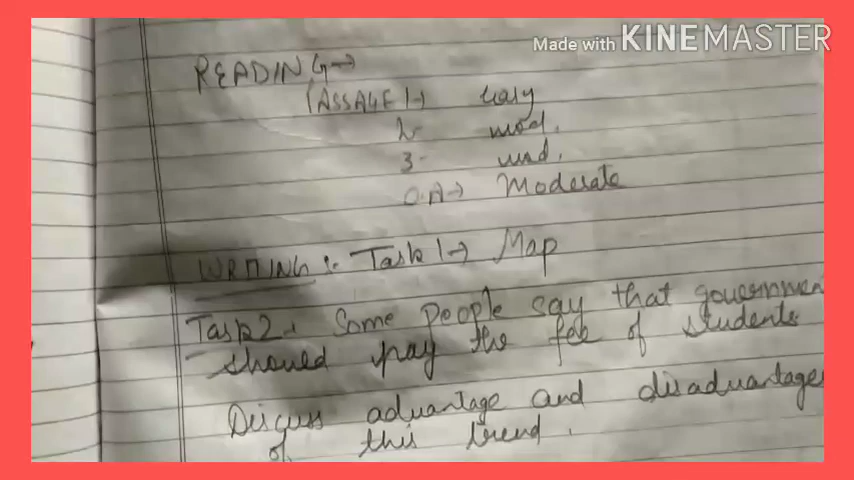 Made with KINEMASTER
READING →
PASSAGE 1 → easy
2 - mod.
3 - mod.
O.A → Moderate
WRITING :- Task 1 → Map
Task 2 → Some people say that governmen
should pay the fee of students
Discuss advantage and disadvantages
of this trend.